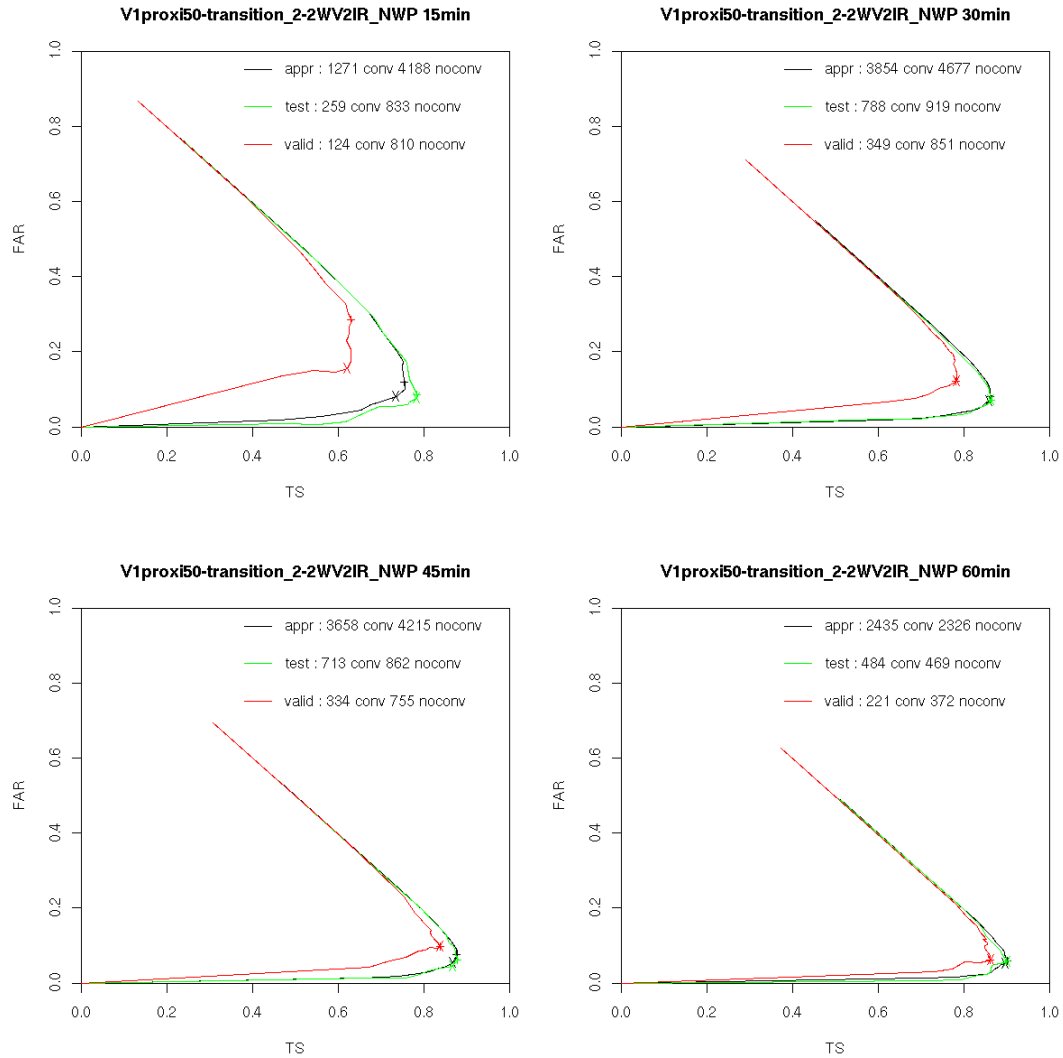 V1proxi50-transition_2-2WV2IR_NWP 15min
appr : 1271 conv 4188 noconv
test : 259 conv 833 noconv
valid : 124 conv 810 noconv
FAR
1.0
0.8
0.6
0.4
0.2
0.0
0.0 0.2 0.4 0.6 0.8 1.0
TS
V1proxi50-transition_2-2WV2IR_NWP 30min
appr : 3854 conv 4677 noconv
test : 788 conv 919 noconv
valid : 349 conv 851 noconv
FAR
1.0
0.8
0.6
0.4
0.2
0.0
0.0 0.2 0.4 0.6 0.8 1.0
TS
V1proxi50-transition_2-2WV2IR_NWP 45min
appr : 3658 conv 4215 noconv
test : 713 conv 862 noconv
valid : 334 conv 755 noconv
FAR
1.0
0.8
0.6
0.4
0.2
0.0
0.0 0.2 0.4 0.6 0.8 1.0
TS
V1proxi50-transition_2-2WV2IR_NWP 60min
appr : 2435 conv 2326 noconv
test : 484 conv 469 noconv
valid : 221 conv 372 noconv
FAR
1.0
0.8
0.6
0.4
0.2
0.0
0.0 0.2 0.4 0.6 0.8 1.0
TS